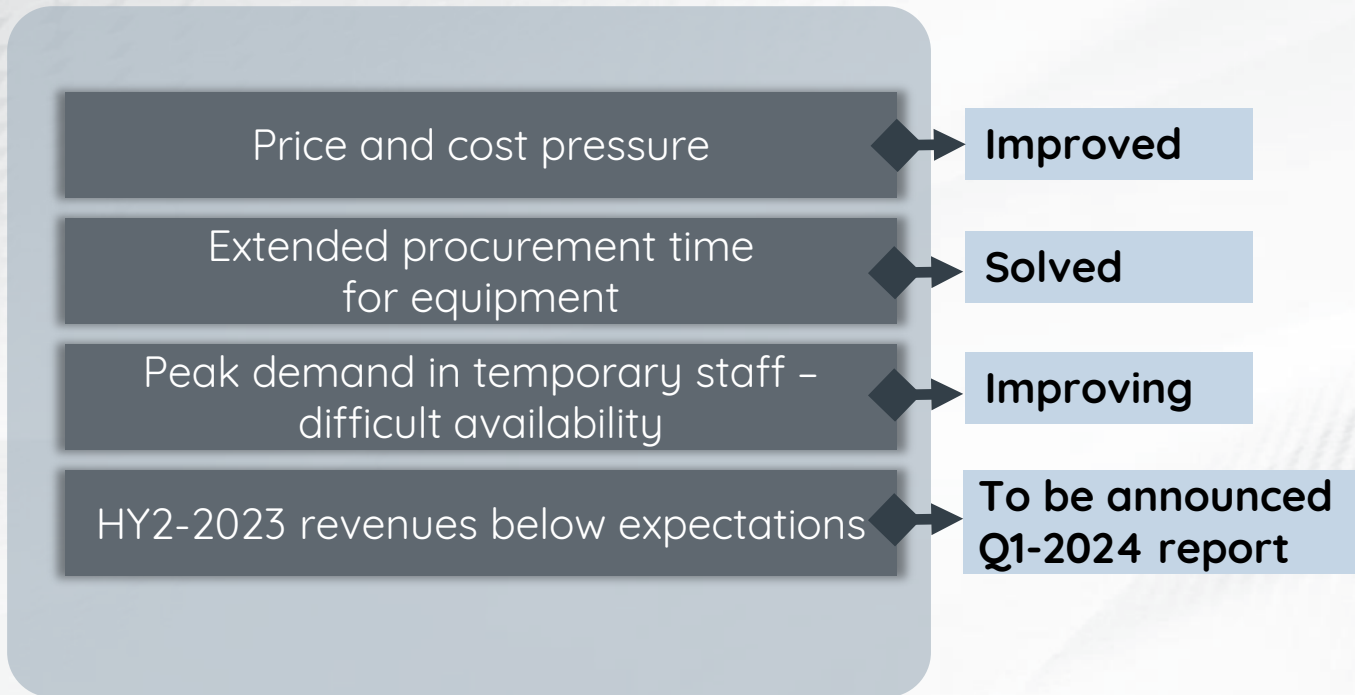 Price and cost pressure
Improved
Extended procurement time
for equipment
Solved
Peak demand in temporary staff –
difficult availability
Improving
HY2-2023 revenues below expectations
To be announced
Q1-2024 report